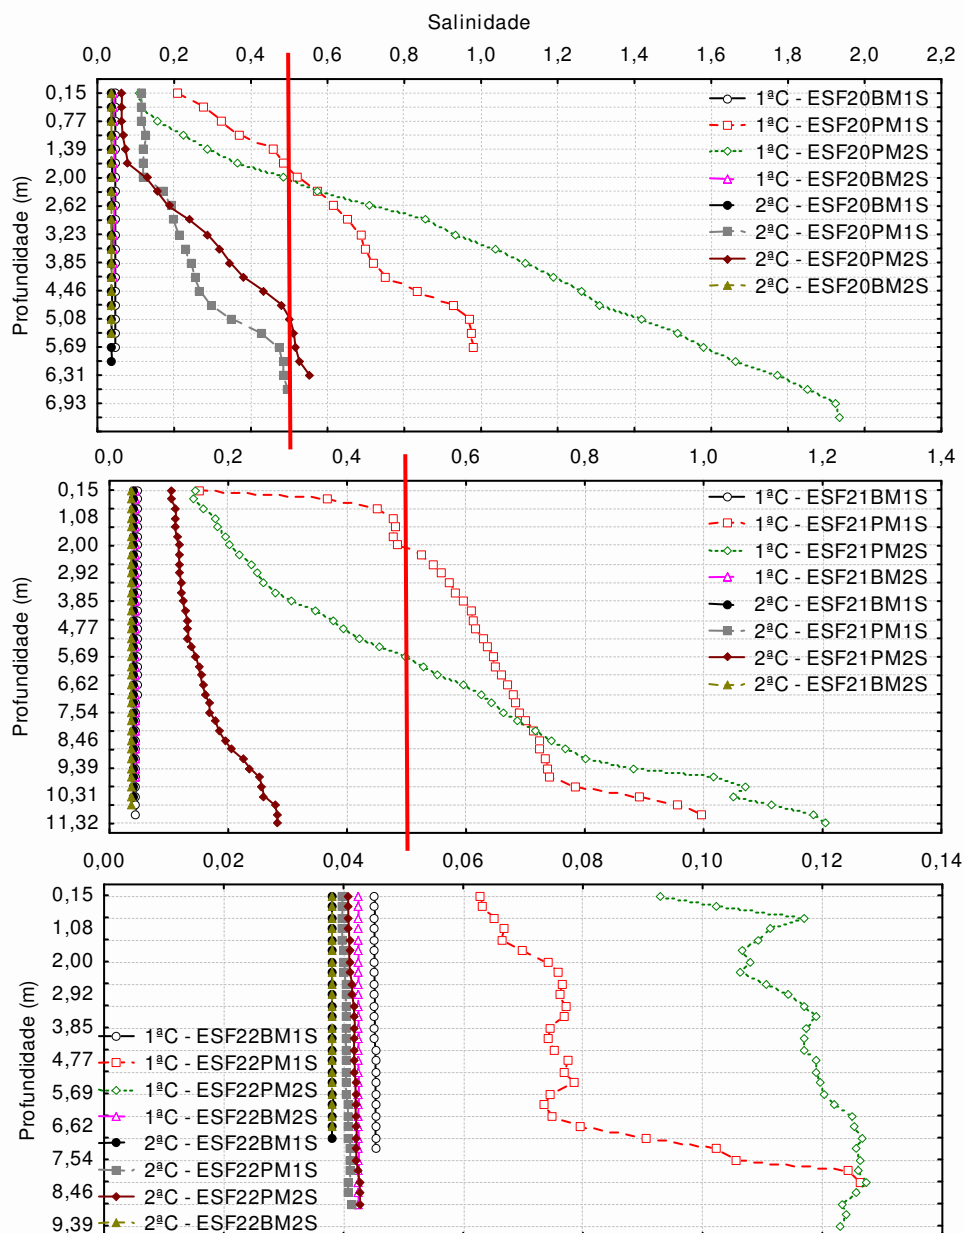 Salinidade
0,0 0,2 0,4 0,6 0,8 1,0 1,2 1,4 1,6 1,8 2,0 2,2
Profundidade (m)
0,15
0,77
1,39
2,00
2,62
3,23
3,85
4,46
5,08
5,69
6,31
6,93
1ªC - ESF20BM1S
1ªC - ESF20PM1S
1ªC - ESF20PM2S
1ªC - ESF20BM2S
2ªC - ESF20BM1S
2ªC - ESF20PM1S
2ªC - ESF20PM2S
2ªC - ESF20BM2S
0,0 0,2 0,4 0,6 0,8 1,0 1,2 1,4
Profundidade (m)
0,15
1,08
2,00
2,92
3,85
4,77
5,69
6,62
7,54
8,46
9,39
10,31
11,32
1ªC - ESF21BM1S
1ªC - ESF21PM1S
1ªC - ESF21PM2S
1ªC - ESF21BM2S
2ªC - ESF21BM1S
2ªC - ESF21PM1S
2ªC - ESF21PM2S
2ªC - ESF21BM2S
0,00 0,02 0,04 0,06 0,08 0,10 0,12 0,14
Profundidade (m)
0,15
1,08
2,00
2,92
3,85
4,77
5,69
6,62
7,54
8,46
9,39
1ªC - ESF22BM1S
1ªC - ESF22PM1S
1ªC - ESF22PM2S
1ªC - ESF22BM2S
2ªC - ESF22BM1S
2ªC - ESF22PM1S
2ªC - ESF22PM2S
2ªC - ESF22BM2S